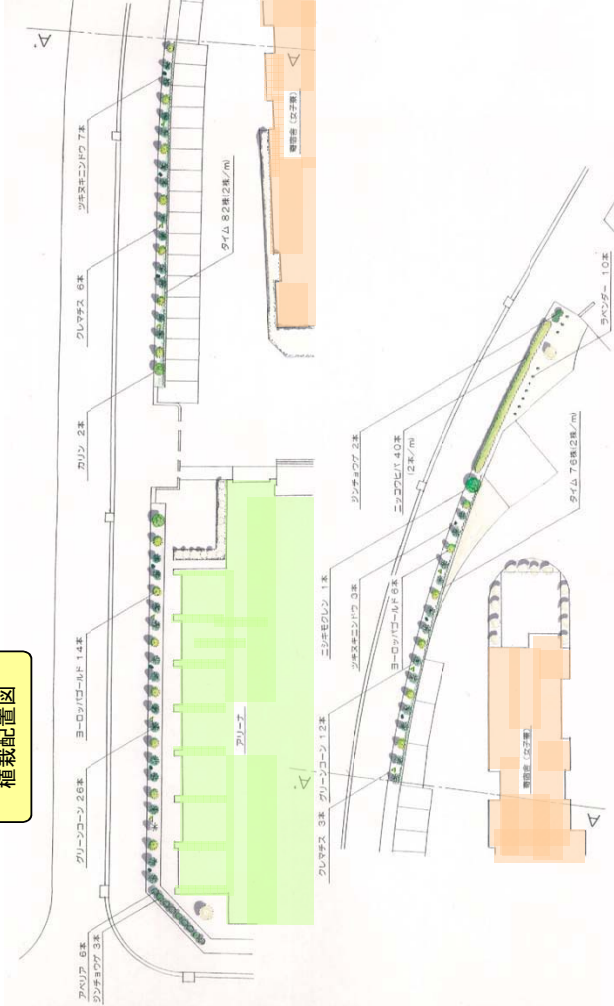 植栽配置図
アベリア 6本
ジンチョウゲ 3本
グリーンコーン 26本
ヨーロッパゴールド 14本
カリン 2本
クレマチス 6本
ツキヌキニンドウ 7本
A'
A
タイム 82株(2株/m)
寄宿舎(女子寮)
アリーナ
クレマチス 3本
グリーンコーン 12本
ヨーロッパゴールド 6本
ツキヌキニンドウ 3本
ニシキモクレン 1本
ジンチョウゲ 2本
ニッコウヒバ 40本
(2本/m)
タイム 76株(2株/m)
ラベンダー 10本
A'
A
寄宿舎(女子寮)